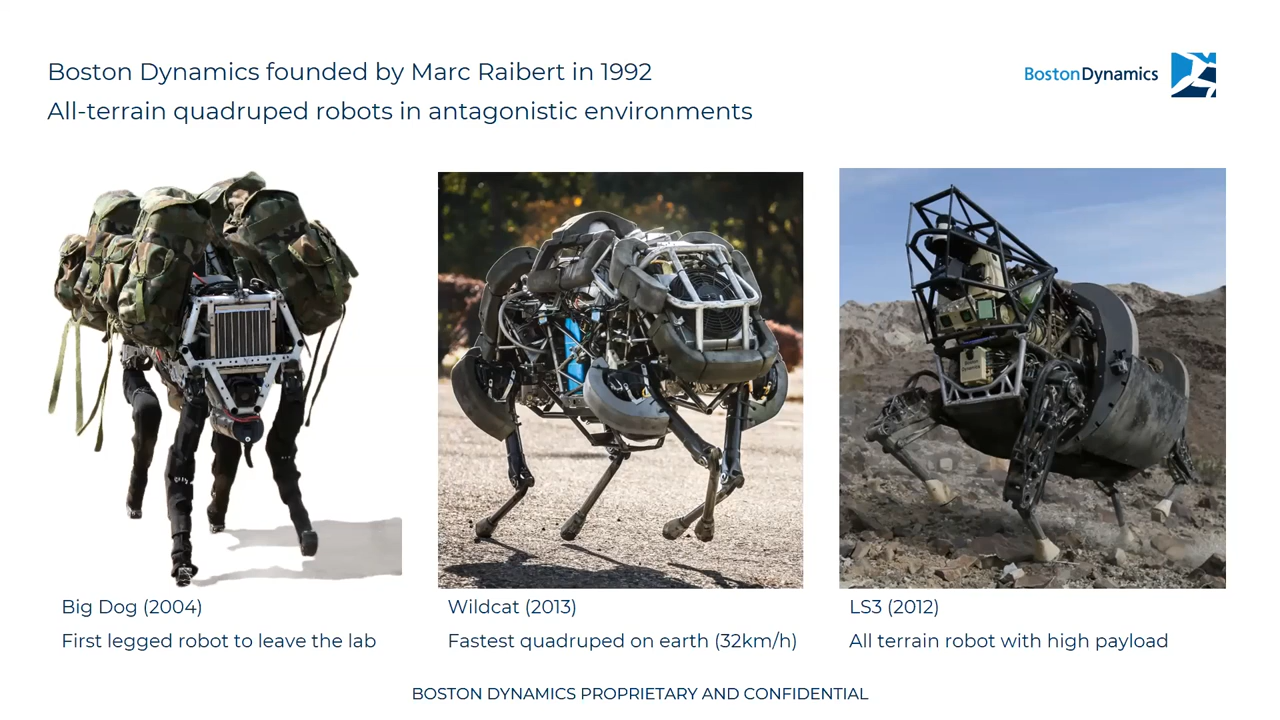 Boston Dynamics founded by Marc Raibert in 1992
All-terrain quadruped robots in antagonistic environments
BostonDynamics
Big Dog (2004)
First legged robot to leave the lab
Wildcat (2013)
Fastest quadruped on earth (32km/h)
LS3 (2012)
All terrain robot with high payload
BOSTON DYNAMICS PROPRIETARY AND CONFIDENTIAL